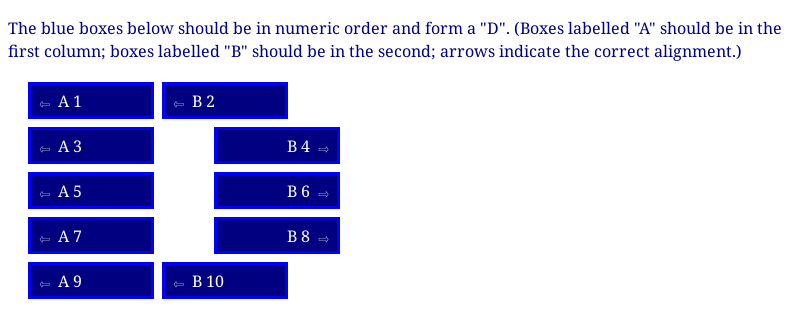 The blue boxes below should be in numeric order and form a "D". (Boxes labelled "A" should be in the
first column; boxes labelled "B" should be in the second; arrows indicate the correct alignment.)
⇦ A 1 ⇦ B 2
⇦ A 3 B 4 ⇨
⇦ A 5 B 6 ⇨
⇦ A 7 B 8 ⇨
⇦ A 9 ⇦ B 10